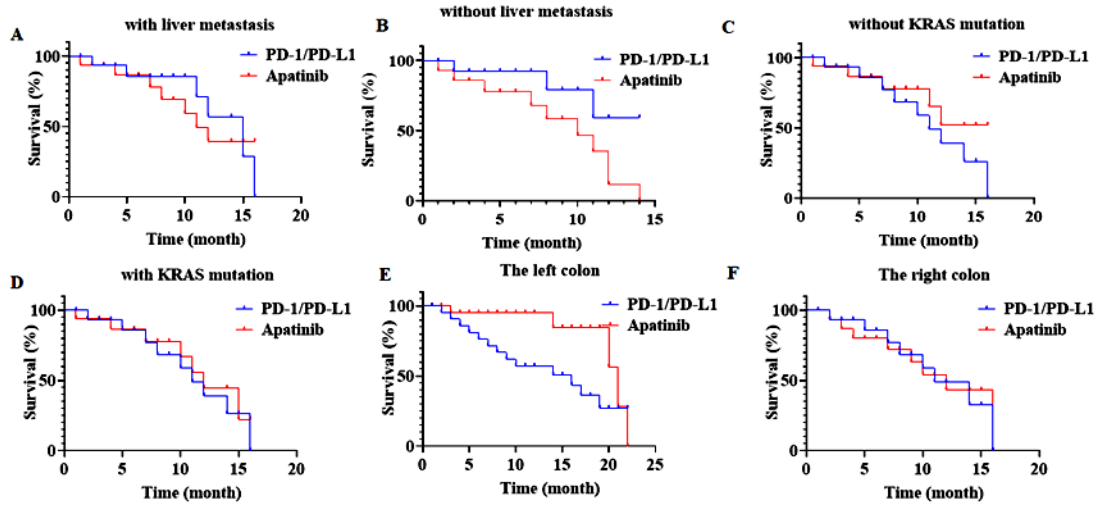 A
with liver metastasis
PD-1/PD-L1
Apatinib
Survival (%)
100
50
0
0 5 10 15 20
Time (month)
B
without liver metastasis
PD-1/PD-L1
Apatinib
Survival (%)
100
50
0
0 5 10 15
Time (month)
C
without KRAS mutation
PD-1/PD-L1
Apatinib
Survival (%)
100
50
0
0 5 10 15 20
Time (month)
D
with KRAS mutation
PD-1/PD-L1
Apatinib
Survival (%)
100
50
0
0 5 10 15 20
Time (month)
E
The left colon
PD-1/PD-L1
Apatinib
Survival (%)
100
50
0
0 5 10 15 20 25
Time (month)
F
The right colon
PD-1/PD-L1
Apatinib
Survival (%)
100
50
0
0 5 10 15 20
Time (month)